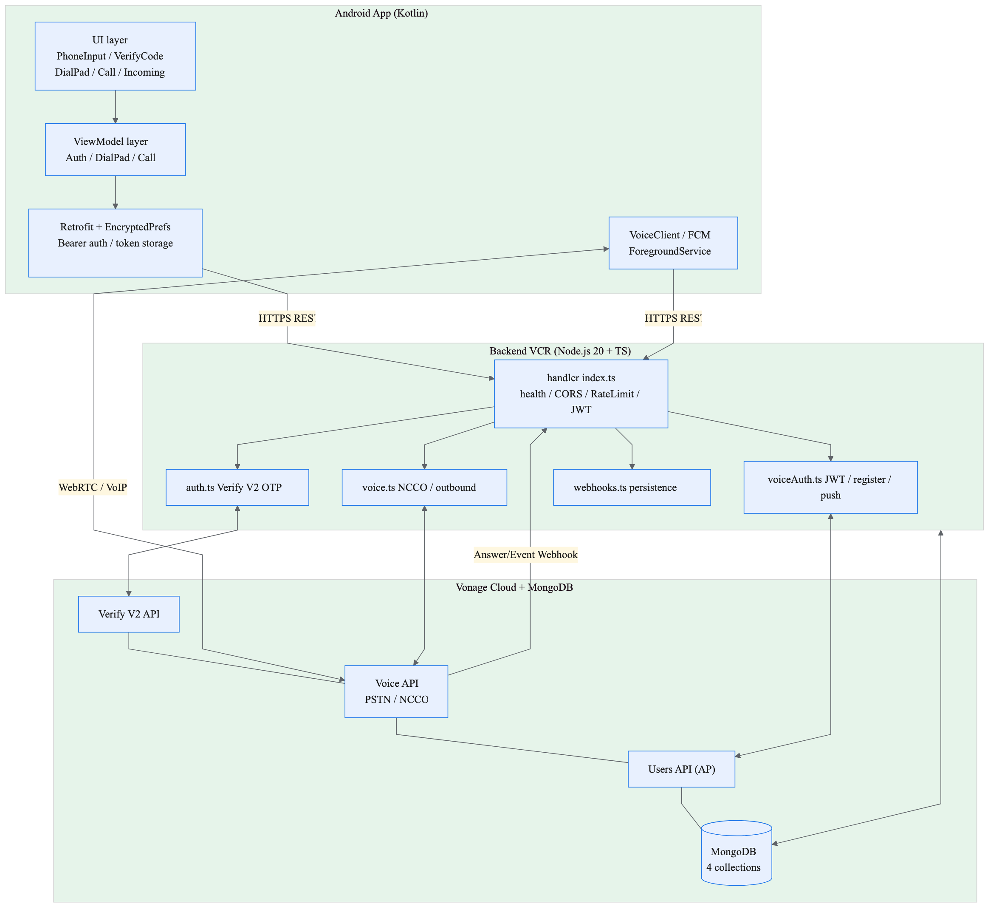 Android App (Kotlin)
UI layer
PhoneInput / VerifyCode
DialPad / Call / Incoming
ViewModel layer
Auth / DialPad / Call
Retrofit + EncryptedPrefs
Bearer auth / token storage
VoiceClient / FCM
ForegroundService
HTTPS REST
HTTPS REST
Backend VCR (Node.js 20 + TS)
handler index.ts
health / CORS / RateLimit /
JWT
WebRTC / VoIP
auth.ts Verify V2 OTP
voice.ts NCCO / outbound
webhooks.ts persistence
voiceAuth.ts JWT / register /
push
Answer/Event Webhook
Vonage Cloud + MongoDB
Verify V2 API
Voice API
PSTN / NCCO
Users API (AP)
MongoDB
4 collections